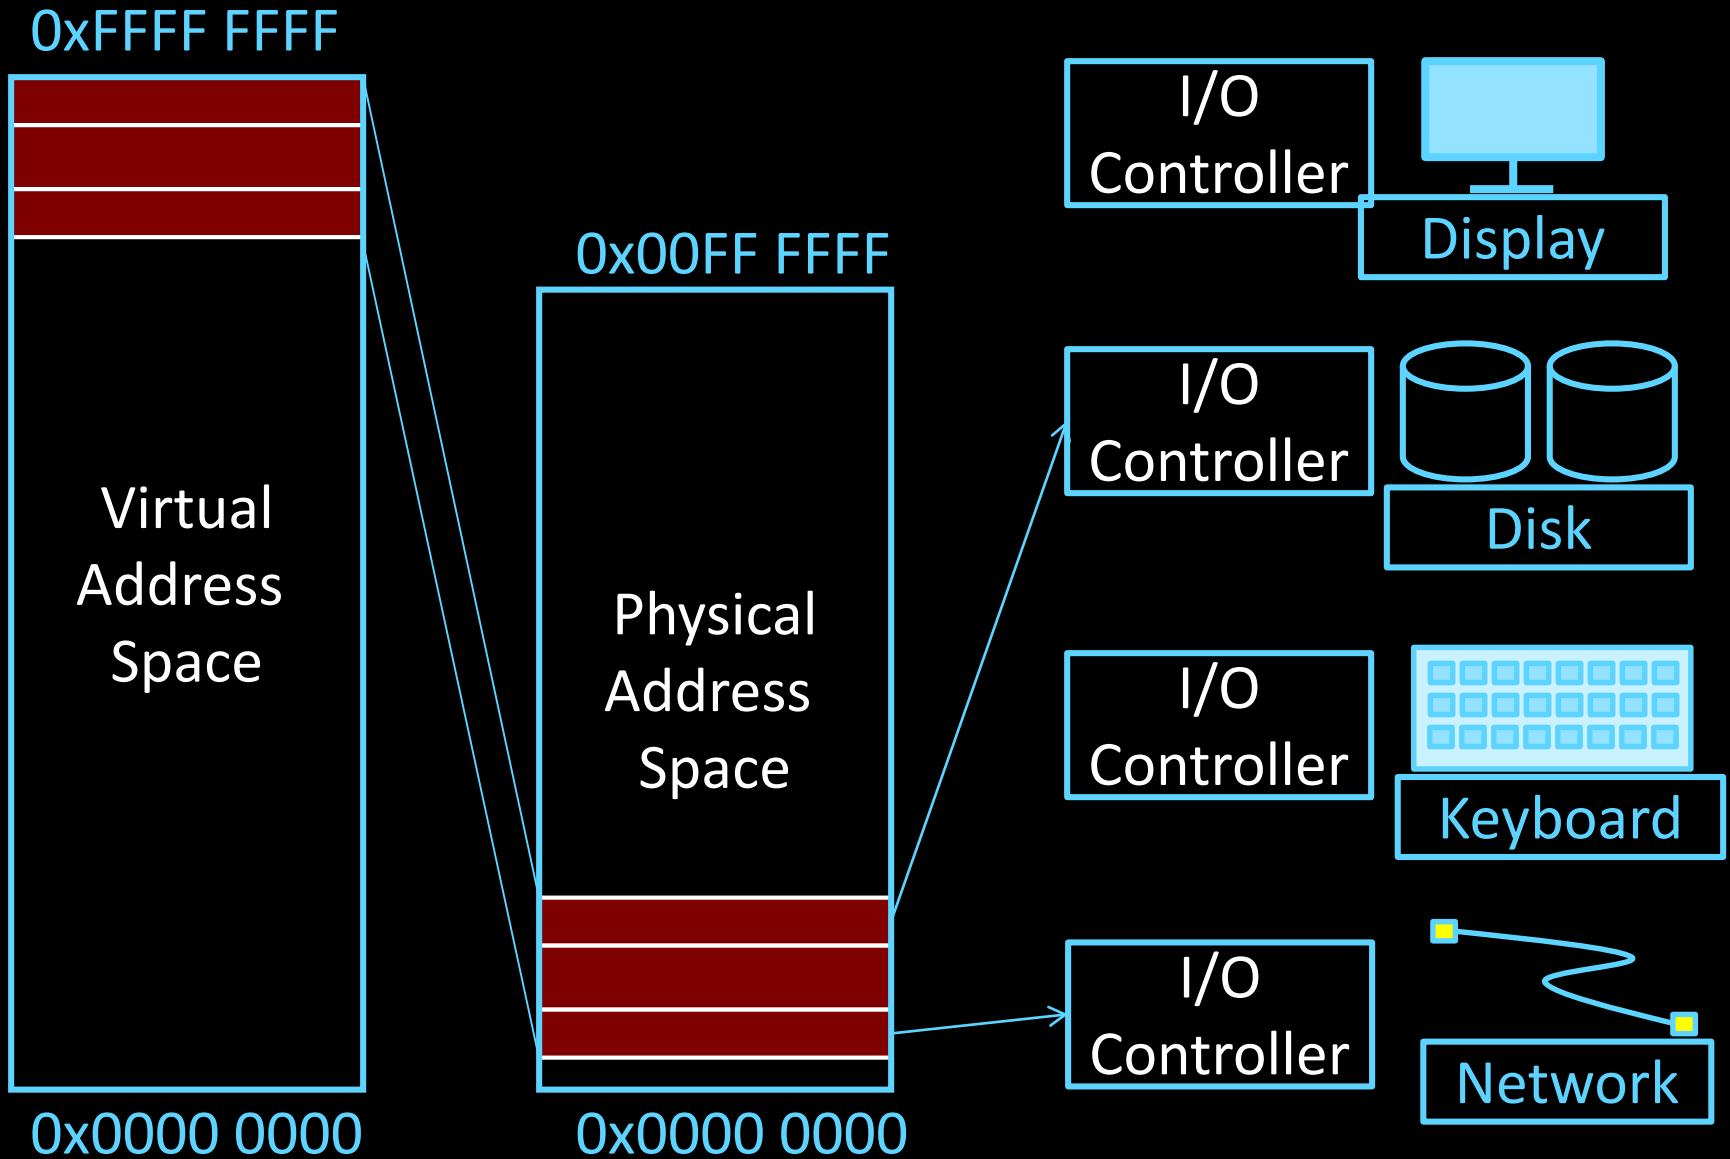 0xFFFF FFFF
Virtual
Address
Space
0x0000 0000
0x00FF FFFF
Physical
Address
Space
0x0000 0000
I/O
Controller
Display
I/O
Controller
Disk
I/O
Controller
Keyboard
I/O
Controller
Network